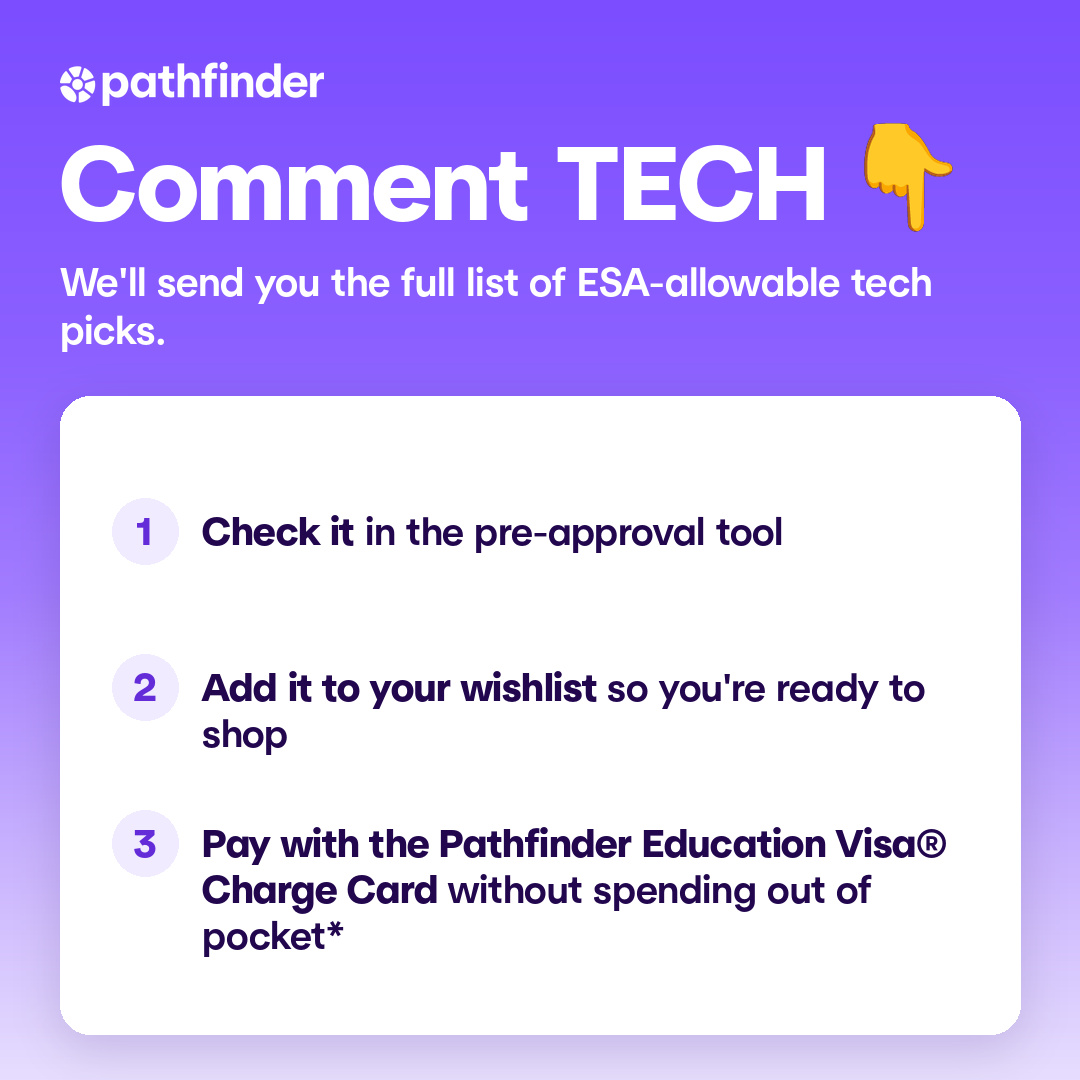 pathfinder
Comment TECH 👇
We'll send you the full list of ESA-allowable tech
picks.
1 Check it in the pre-approval tool
2 Add it to your wishlist so you're ready to
shop
3 Pay with the Pathfinder Education Visa®
Charge Card without spending out of
pocket*